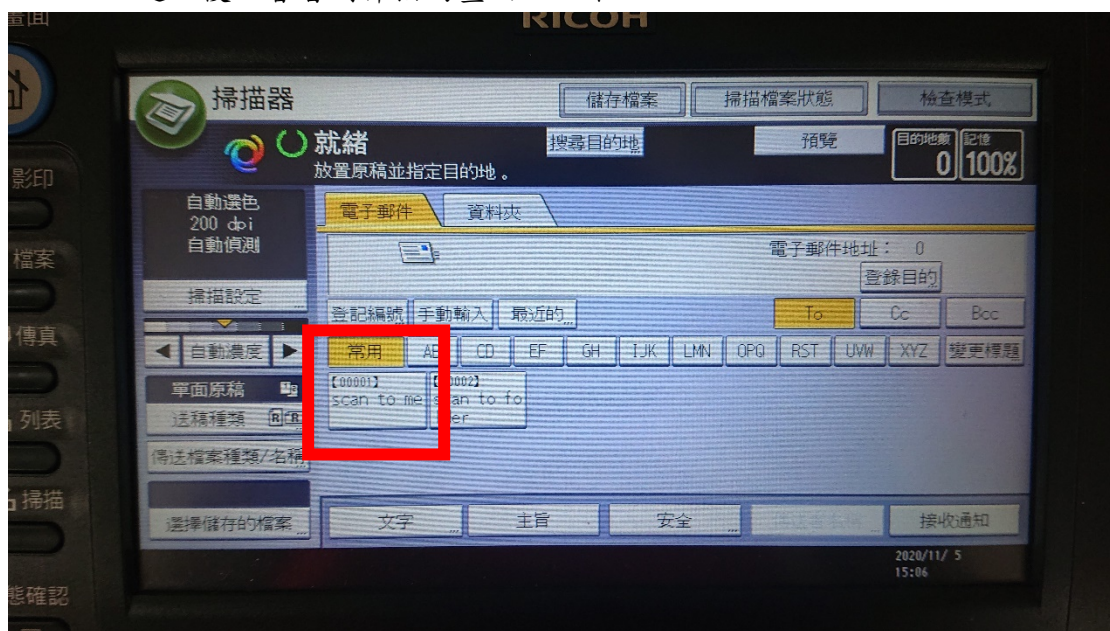 畫面
RICOH
掃描器
儲存檔案
掃描檔案狀態
檢查模式
就緒
搜尋目的地
預覽
目的地數
0
記憶
100%
放置原稿並指定目的地。
影印
檔案
傳真
列表
掃描
態確認
自動選色
200 dpi
自動偵測
掃描設定
自動濃度
單面原稿
送稿種類
傳送檔案種類/名稱
選擇儲存的檔案
電子郵件
資料夾
電子郵件地址： 0
登錄目的
登記編號
手動輸入
最近的
To
Cc
Bcc
常用
AB
CD
EF
GH
IJK
LMN
OPQ
RST
UVW
XYZ
變更標題
【00001】
scan to me
【00002】
scan to fo
er
文字
主旨
安全
接收通知
2020/11/ 5
15:06